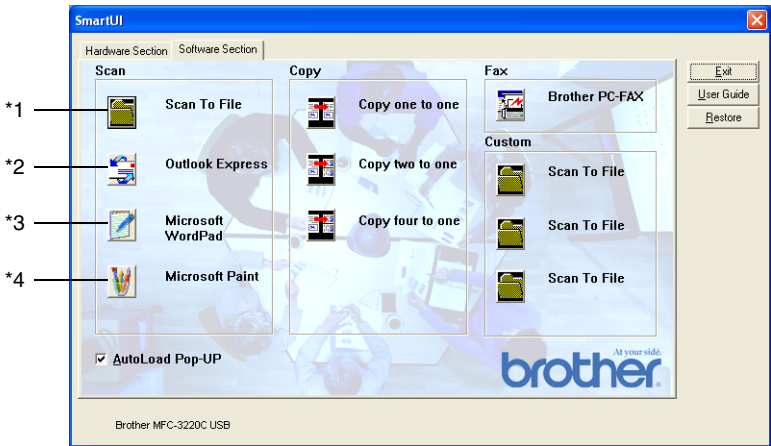 SmartUI
Hardware Section
Software Section
Scan
*1
Scan To File
*2
Outlook Express
*3
Microsoft
WordPad
*4
Microsoft Paint
Copy
Copy one to one
Copy two to one
Copy four to one
Fax
Brother PC-FAX
Custom
Scan To File
Scan To File
Scan To File
Exit
User Guide
Restore
AutoLoad Pop-UP
At your side.
brother
Brother MFC-3220C USB